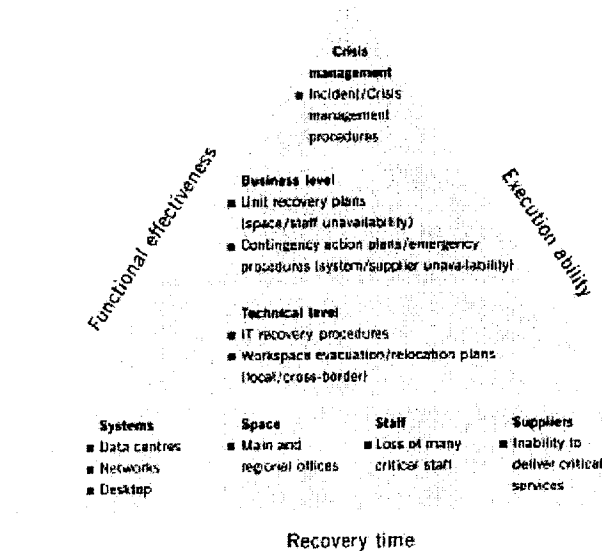 Crisis
management
■ Incident/Crisis
management
procedures
Functional effectiveness
Execution ability
Business level
■ Unit recovery plans
(space/staff unavailability)
■ Contingency action plans/emergency
procedures (system/supplier unavailability)
Technical level
■ IT recovery procedures
■ Workspace evacuation/relocation plans
(local/cross-border)
Systems
■ Data centres
■ Networks
■ Desktop
Space
■ Main and
regional offices
Staff
■ Loss of many
critical staff
Suppliers
■ Inability to
deliver critical
services
Recovery time